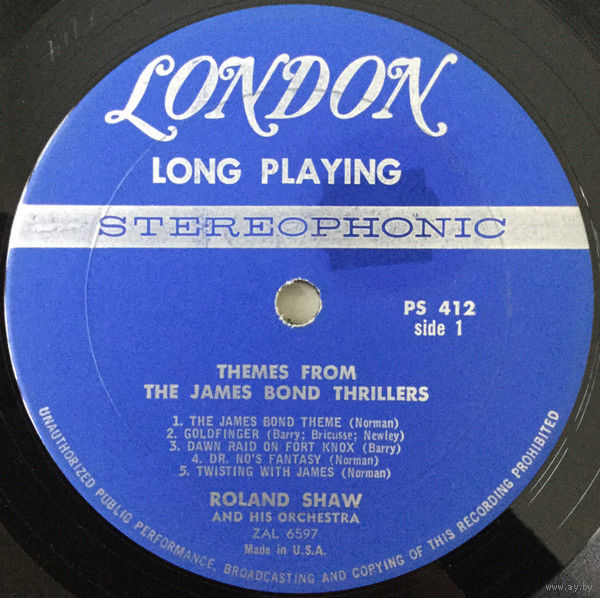 LONDON
LONG PLAYING
STEREOPHONIC
PS 412
side 1
THEMES FROM
THE JAMES BOND THRILLERS
1. THE JAMES BOND THEME (Norman)
2. GOLDFINGER (Barry; Bricusse; Newley)
3. DAWN RAID ON FORT KNOX (Barry)
4. DR. NO'S FANTASY (Norman)
5. TWISTING WITH JAMES (Norman)
ROLAND SHAW
AND HIS ORCHESTRA
ZAL 6597
Made in U.S.A.
UNAUTHORIZED PUBLIC PERFORMANCE, BROADCASTING AND COPYING OF THIS RECORDING PROHIBITED
www.ay.by